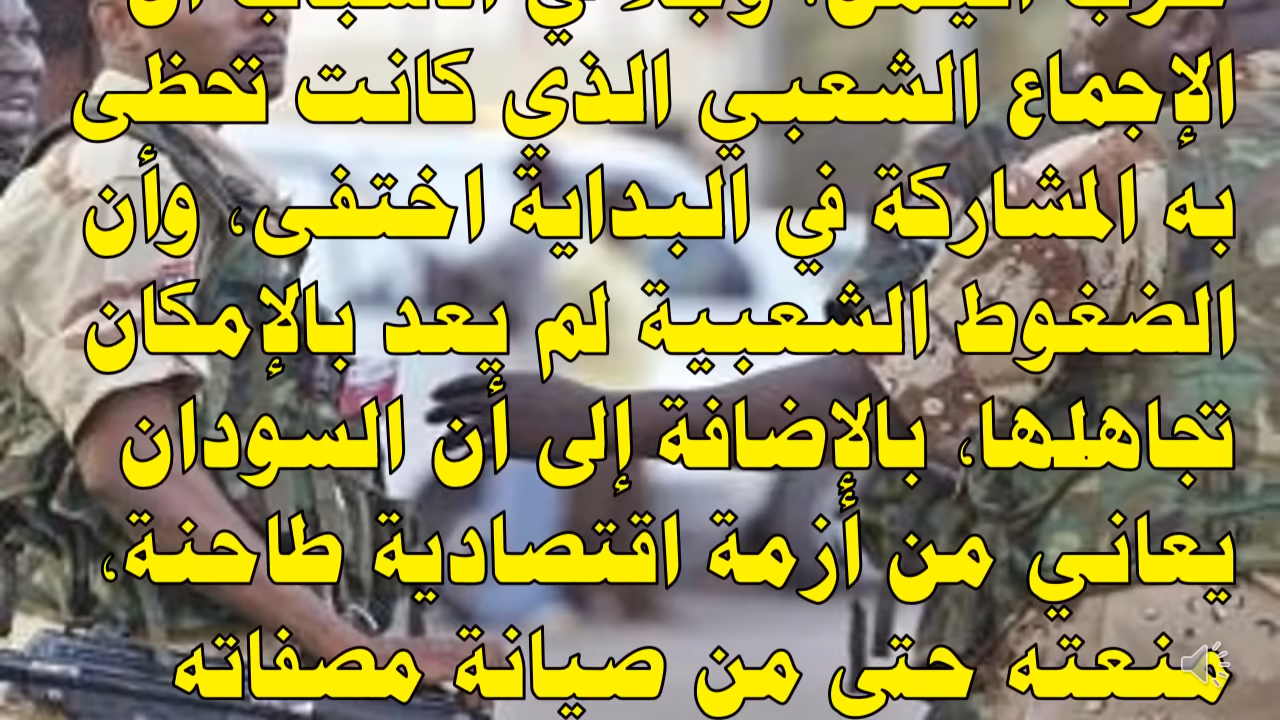 الإجماع الشعبي الذي كانت تحظى
به المشاركة في البداية اختفى، وأن
الضغوط الشعبية لم يعد بالإمكان
تجاهلها، بالاضافة إلى أن السودان
يعاني من أزمة اقتصادية طاحنة،
منعته حتى من صيانة مصفاته